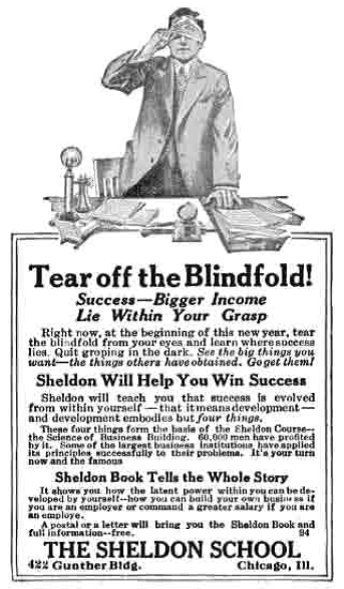 Tear off the Blindfold!
Success—Bigger Income
Lie Within Your Grasp
Right now, at the beginning of this new year, tear
the blindfold from your eyes and learn where success
lies. Quit groping in the dark. See the big things you
want—the things others have obtained. Go get them!
Sheldon Will Help You Win Success
Sheldon will teach you that success is evolved
from within yourself—that it means development—
and development embodies but four things.
These four things form the basis of the Sheldon Course--
the Science of Business Building. 60,000 men have profited
by it. Some of the largest business institutions have applied
its principles successfully to their problems. It's your turn
now and the famous
Sheldon Book Tells the Whole Story
It shows you how the latent power within you can be de-
veloped by yourself--how you can build your own business if
you are an employer or command a greater salary if you are
an employe.
A postal or a letter will bring you the Sheldon Book and
full information--free. 94
THE SHELDON SCHOOL
422 Gunther Bldg. Chicago, Ill.